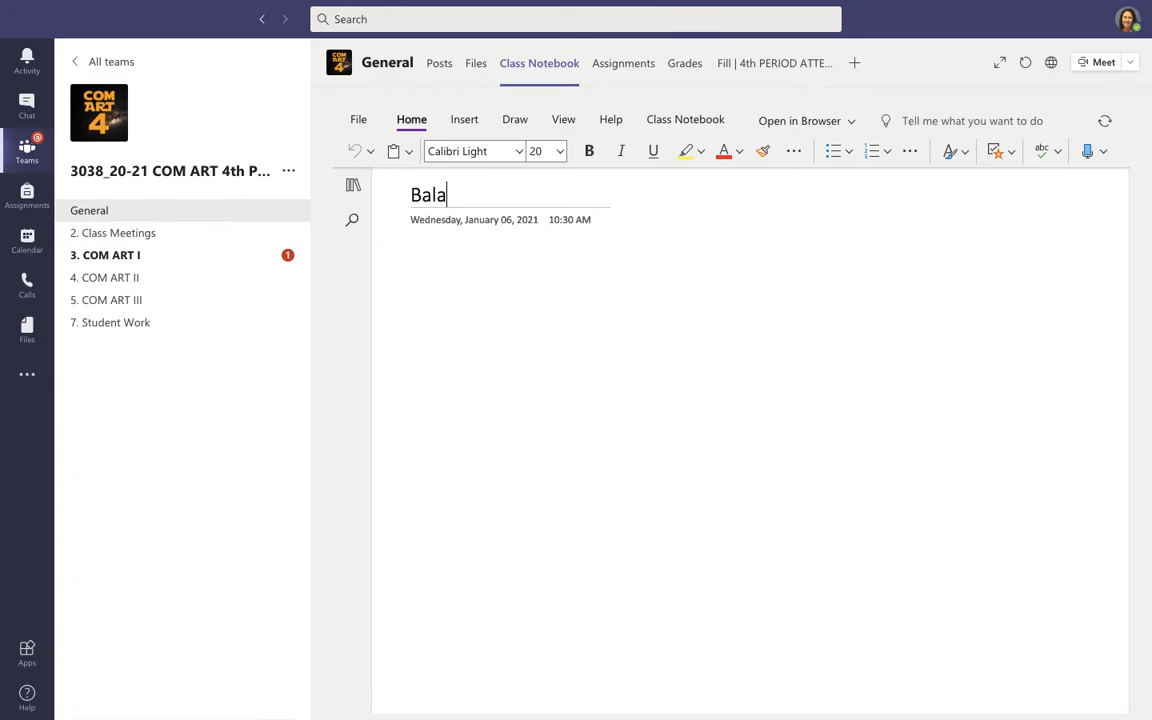 Search
Activity
Chat
Teams
Assignments
Calendar
Calls
Files
Apps
Help
All teams
COM ART 4
3038_20-21 COM ART 4th P...
General
2. Class Meetings
3. COM ART I
1
4. COM ART II
5. COM ART III
7. Student Work
COM ART 4
General Posts Files Class Notebook Assignments Grades Fill | 4th PERIOD ATTE... Meet
File Home Insert Draw View Help Class Notebook Open in Browser Tell me what you want to do
Calibri Light 20 B I U A abc
Bala
Wednesday, January 06, 2021 10:30 AM